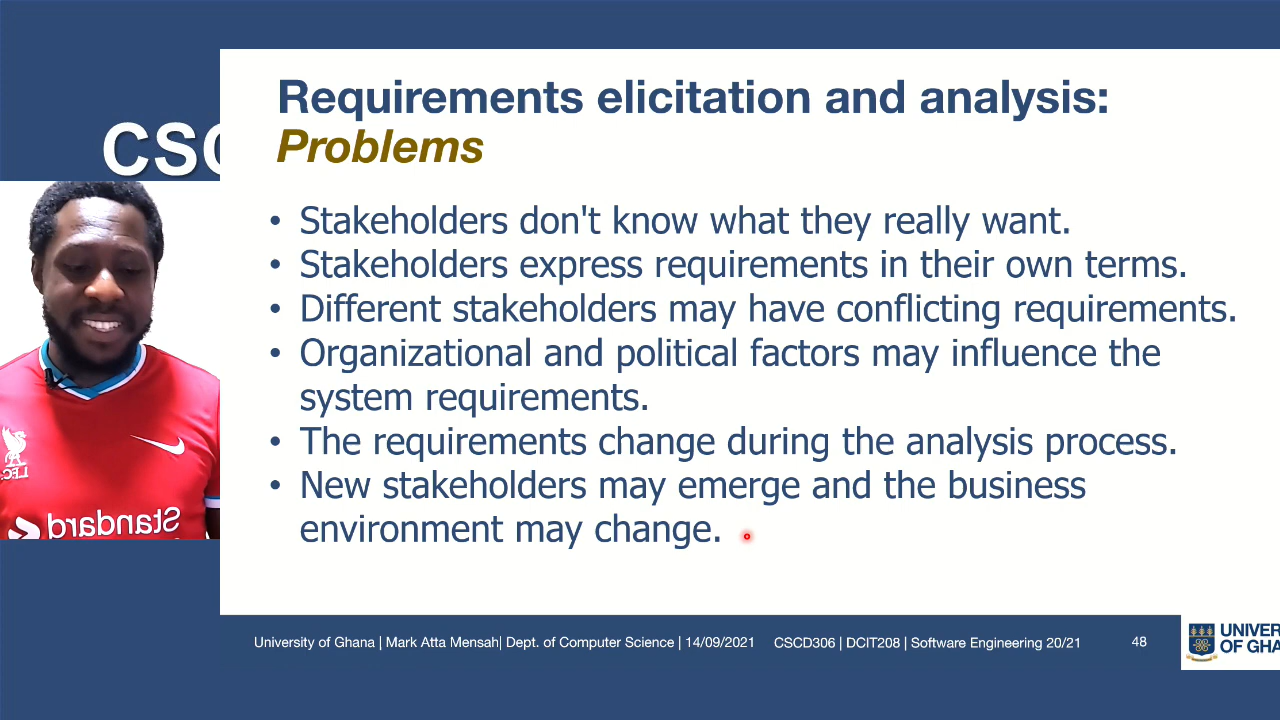 Requirements elicitation and analysis:
Problems
CSC
• Stakeholders don't know what they really want.
• Stakeholders express requirements in their own terms.
• Different stakeholders may have conflicting requirements.
• Organizational and political factors may influence the
system requirements.
• The requirements change during the analysis process.
• New stakeholders may emerge and the business
environment may change.
L.F.C.
Standard
University of Ghana | Mark Atta Mensah| Dept. of Computer Science | 14/09/2021 CSCD306 | DCIT208 | Software Engineering 20/21 48
UNIVER
OF GHA